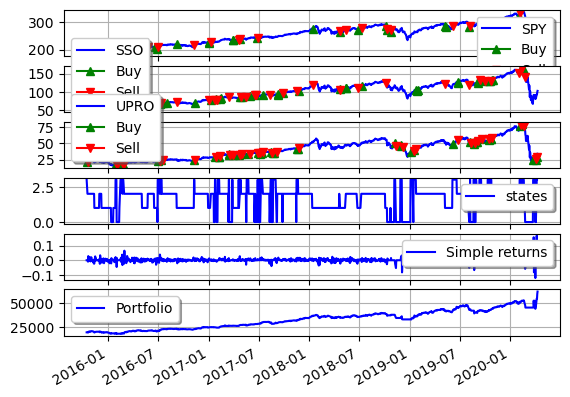 300
200
SPY
Buy
SSO
Buy
Sell
150
100
50
UPRO
Buy
Sell
75
50
25
2.5
0.0
states
0.1
0.0
−0.1
Simple returns
50000
25000
Portfolio
2016-01
2016-07
2017-01
2017-07
2018-01
2018-07
2019-01
2019-07
2020-01